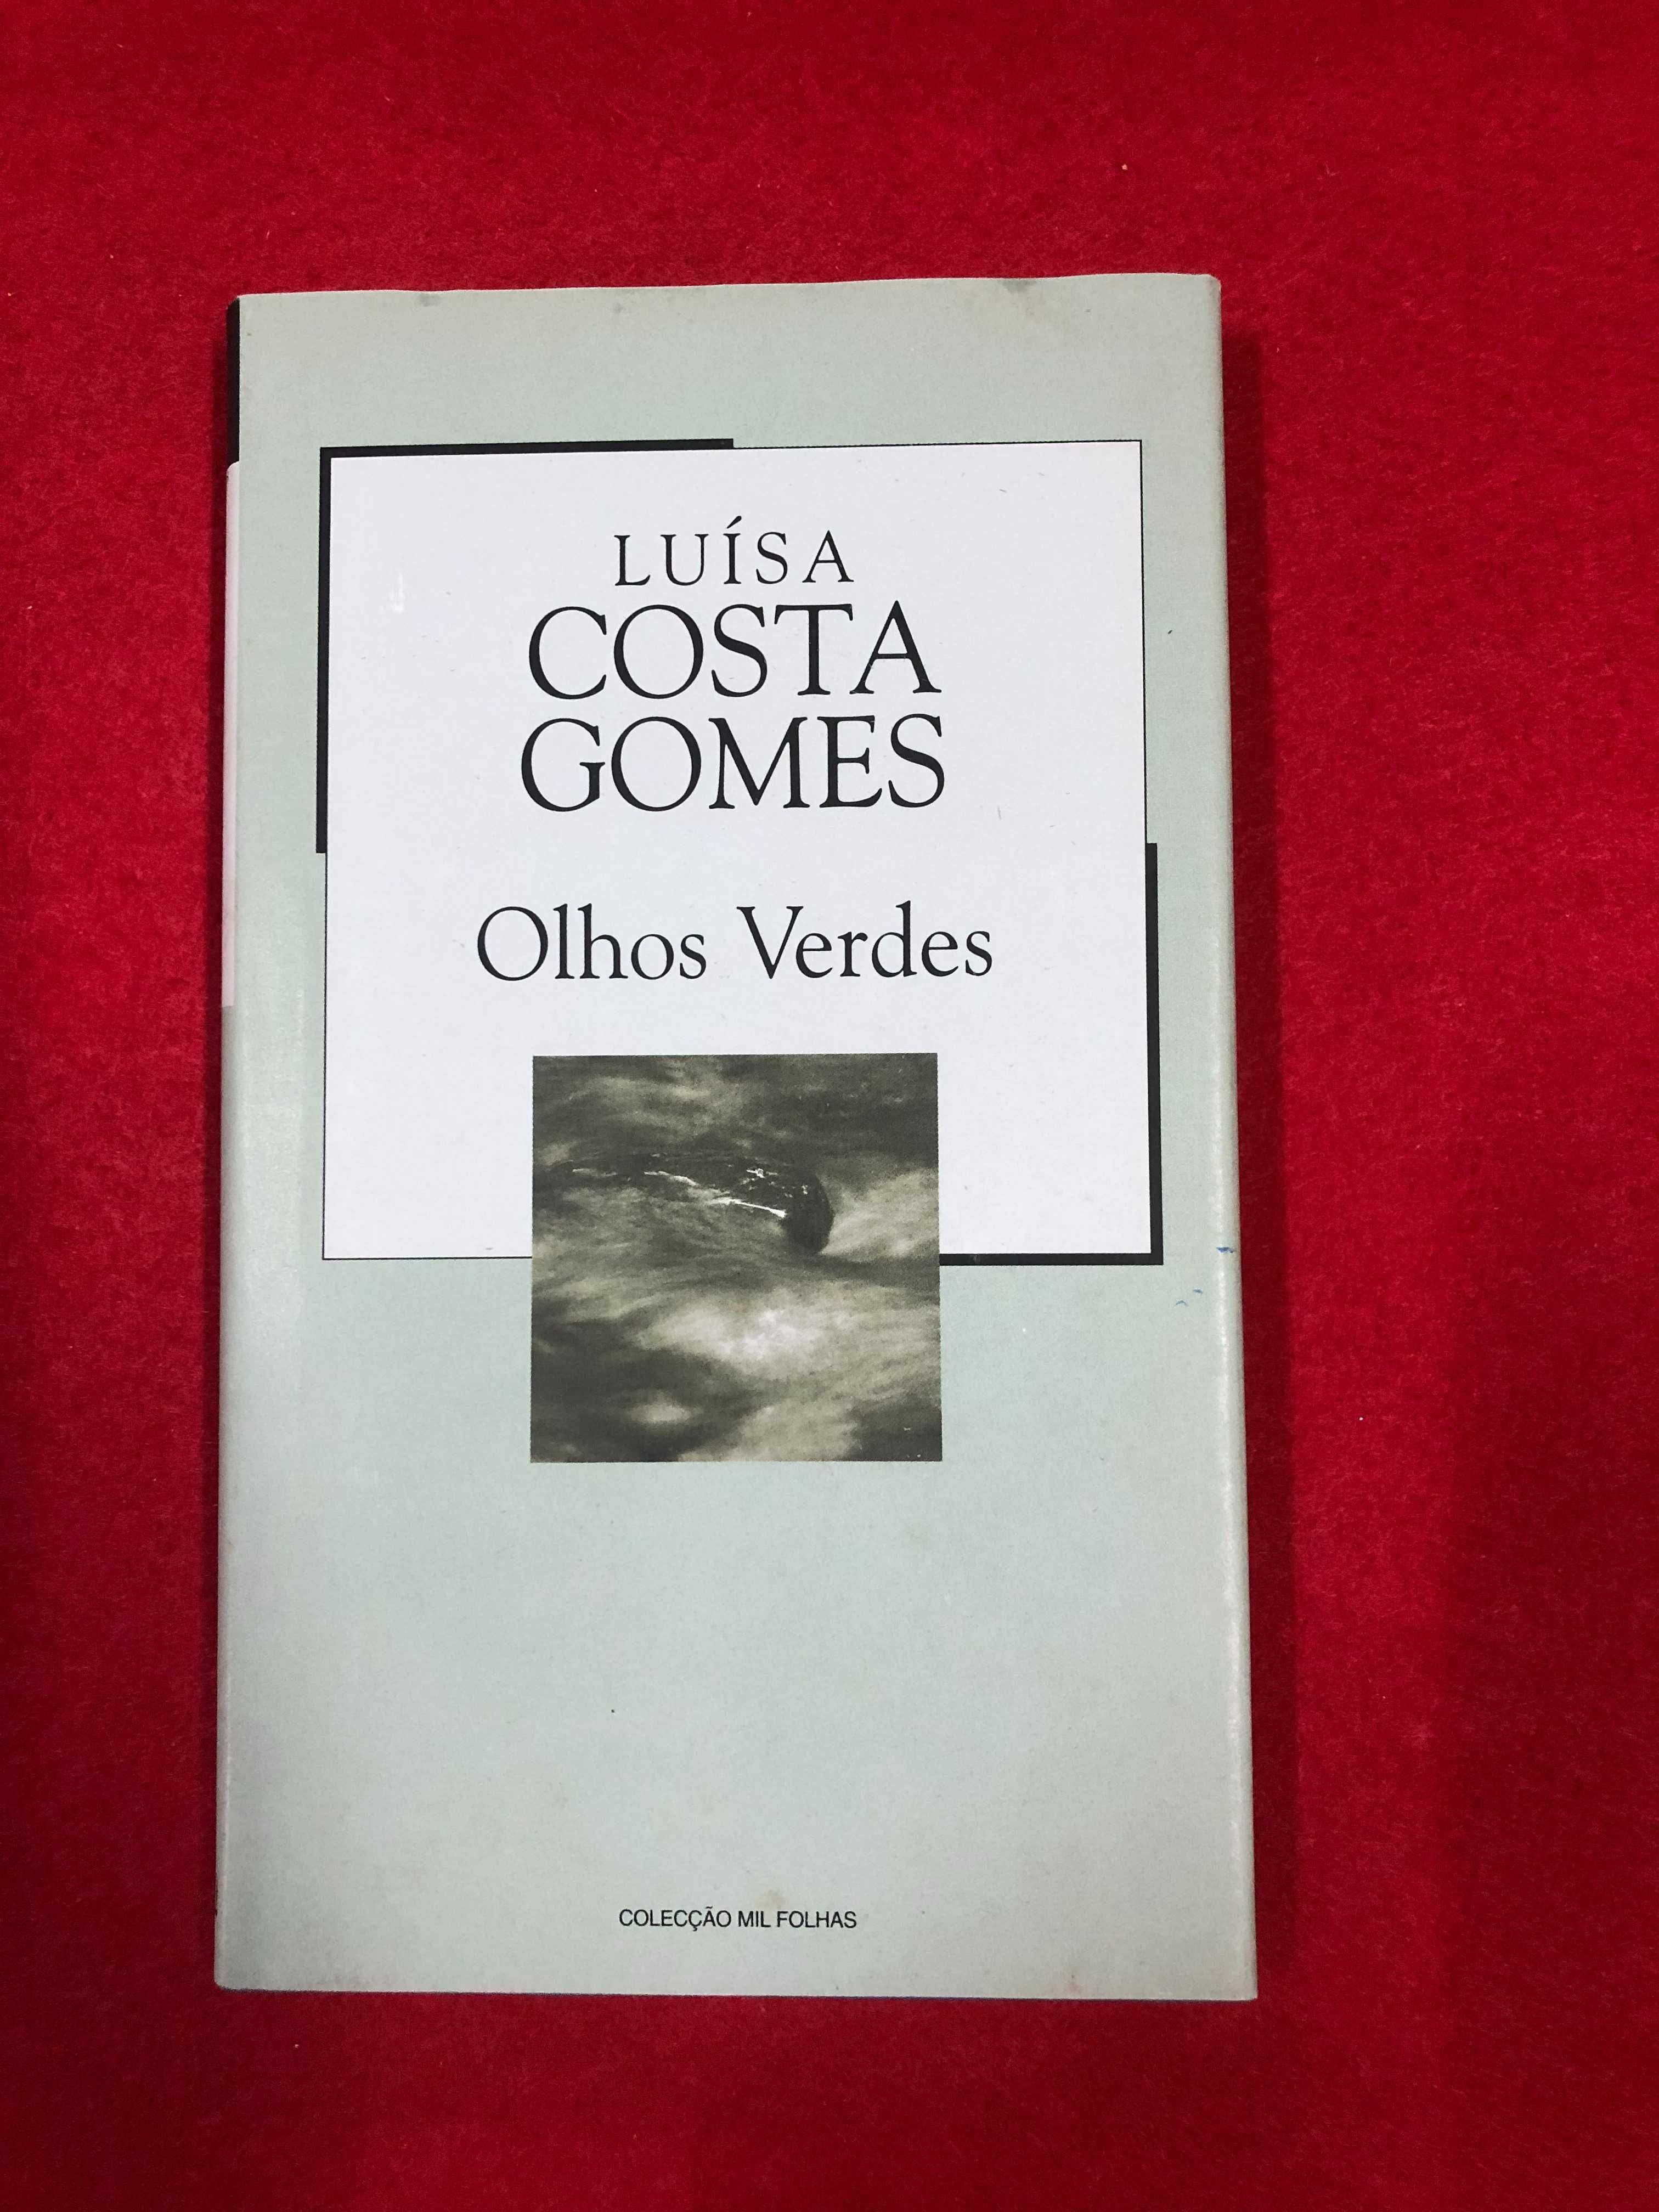 LUÍSA
COSTA
GOMES
Olhos Verdes
COLECÇÃO MIL FOLHAS